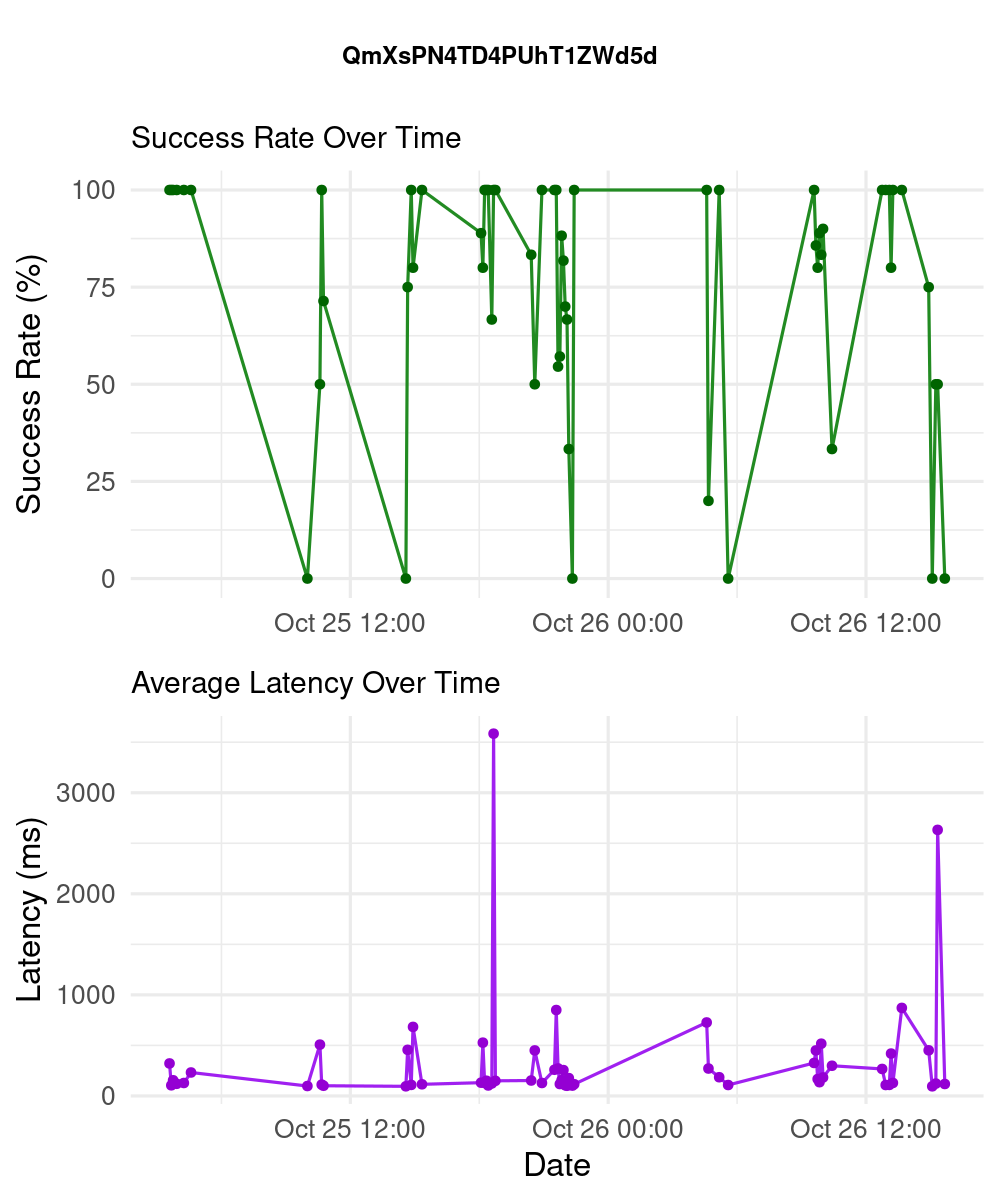 QmXsPN4TD4PUhT1ZWd5d
Success Rate Over Time
Success Rate (%)
100
75
50
25
0
Oct 25 12:00 Oct 26 00:00 Oct 26 12:00
Average Latency Over Time
Latency (ms)
3000
2000
1000
0
Oct 25 12:00 Oct 26 00:00 Oct 26 12:00
Date